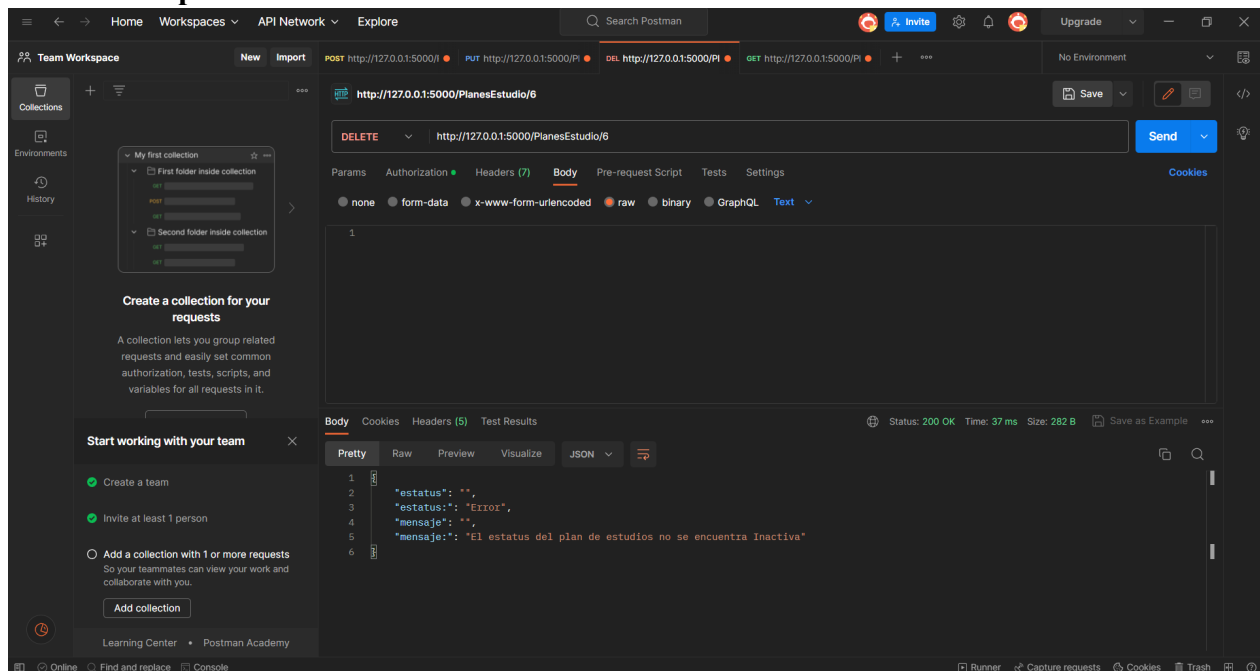 Home Workspaces API Network Explore Search Postman Invite Upgrade
Team Workspace New Import POST http://127.0.0.1:5000/l PUT http://127.0.0.1:5000/Pl DEL http://127.0.0.1:5000/Pl GET http://127.0.0.1:5000/Pl No Environment
Collections
Environments
History
My first collection
First folder inside collection
GET
POST
GET
Second folder inside collection
GET
GET
Create a collection for your
requests
A collection lets you group related
requests and easily set common
authorization, tests, scripts, and
variables for all requests in it.
Start working with your team
Create a team
Invite at least 1 person
Add a collection with 1 or more requests
So your teammates can view your work and
collaborate with you.
Add collection
Learning Center • Postman Academy
HTTP http://127.0.0.1:5000/PlanesEstudio/6 Save
DELETE http://127.0.0.1:5000/PlanesEstudio/6 Send
Params Authorization Headers (7) Body Pre-request Script Tests Settings Cookies
none form-data x-www-form-urlencoded raw binary GraphQL Text
1
Body Cookies Headers (5) Test Results Status: 200 OK Time: 37 ms Size: 282 B Save as Example
Pretty Raw Preview Visualize JSON
1 {
2 "estatus": "",
3 "estatus:": "Error",
4 "mensaje": "",
5 "mensaje:": "El estatus del plan de estudios no se encuentra Inactiva"
6 }
Online Find and replace Console Runner Capture requests Cookies Trash